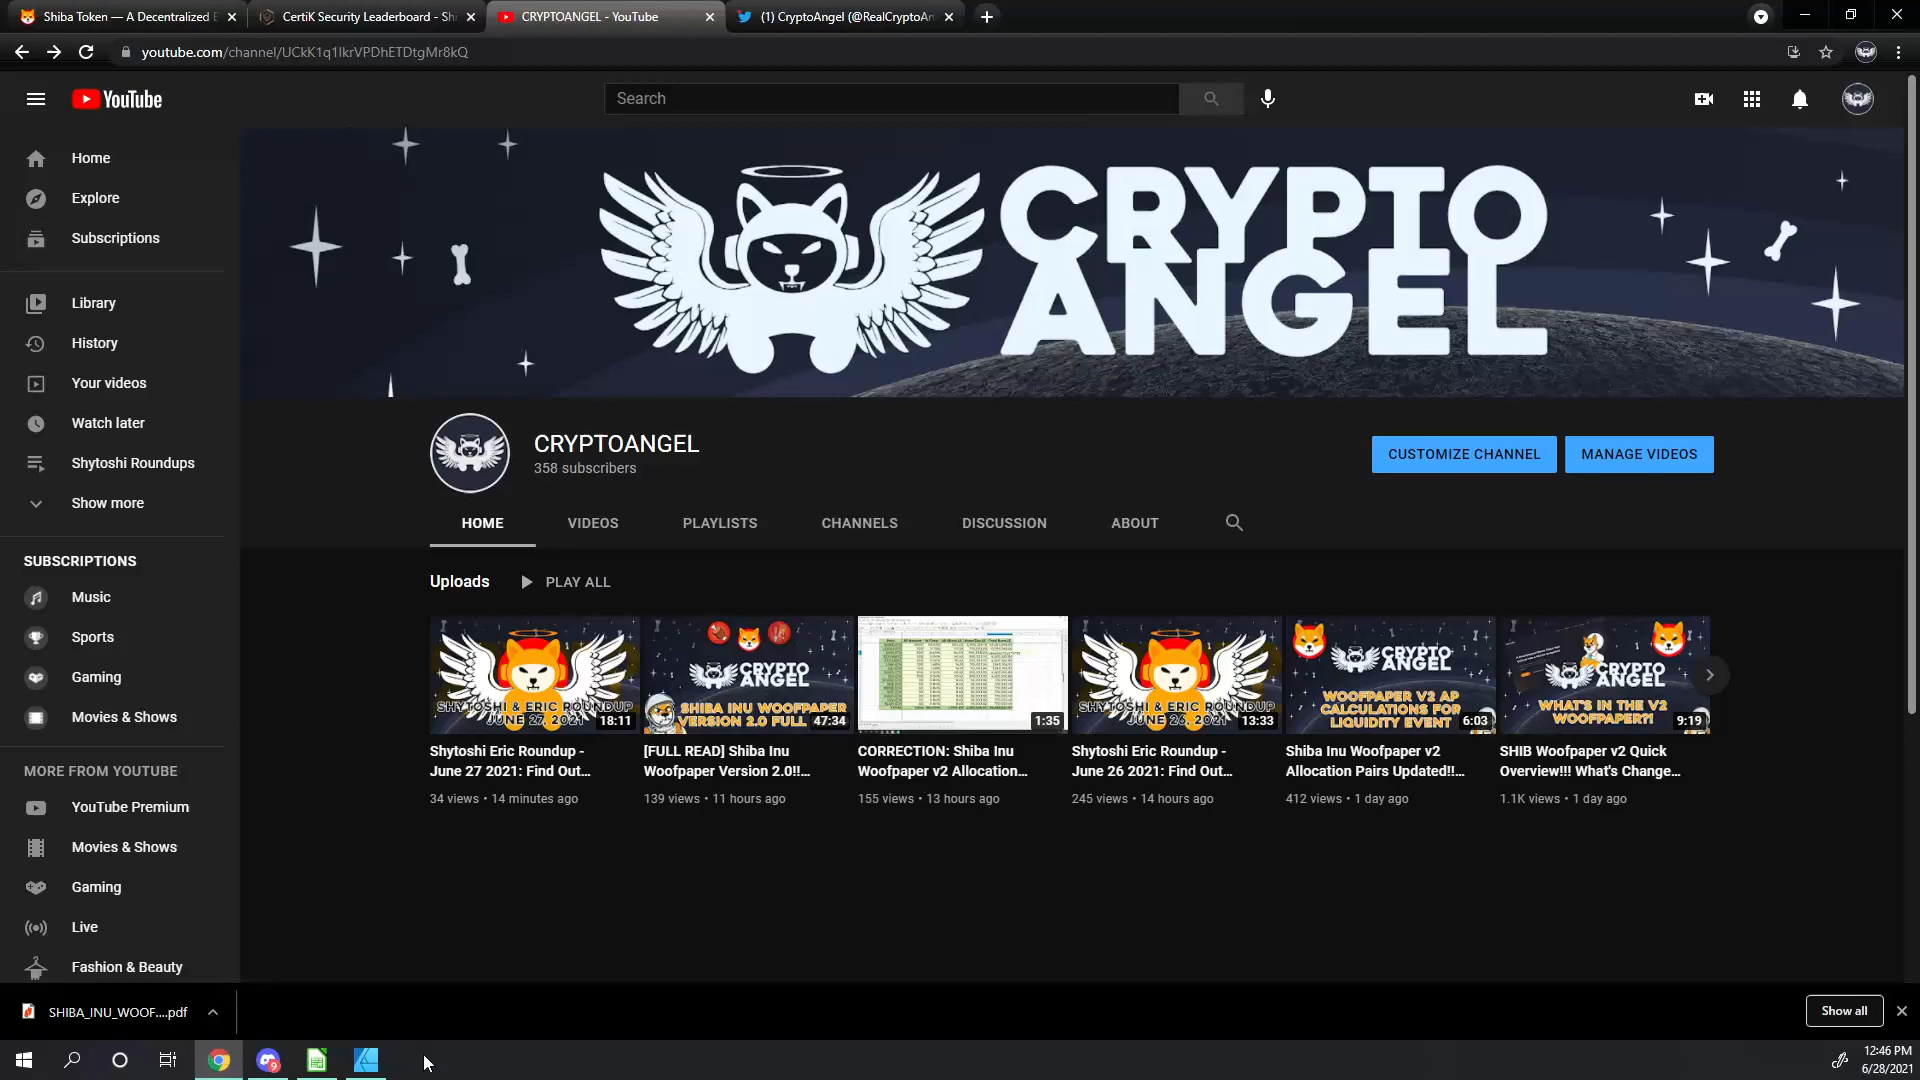 Shiba Token — A Decentralized E
CertiK Security Leaderboard - Shi
CRYPTOANGEL - YouTube
(1) CryptoAngel (@RealCryptoAn
youtube.com/channel/UCkK1q1lkrVPDhETDtgMr8kQ
YouTube
Search
Home
Explore
Subscriptions
Library
History
Your videos
Watch later
Shytoshi Roundups
Show more
SUBSCRIPTIONS
Music
Sports
Gaming
Movies & Shows
MORE FROM YOUTUBE
YouTube Premium
Movies & Shows
Gaming
Live
Fashion & Beauty
CRYPTO
ANGEL
CRYPTOANGEL
358 subscribers
CUSTOMIZE CHANNEL
MANAGE VIDEOS
HOME
VIDEOS
PLAYLISTS
CHANNELS
DISCUSSION
ABOUT
Uploads
PLAY ALL
SHYTOSHI & ERIC ROUNDUP
JUNE 27 2021
18:11
Shytoshi Eric Roundup -
June 27 2021: Find Out...
34 views • 14 minutes ago
CRYPTO
ANGEL
SHIBA INU WOOFPAPER
VERSION 2.0 FULL
47:34
[FULL READ] Shiba Inu
Woofpaper Version 2.0!!...
139 views • 11 hours ago
1:35
CORRECTION: Shiba Inu
Woofpaper v2 Allocation...
155 views • 13 hours ago
SHYTOSHI & ERIC ROUNDUP
JUNE 26, 2021
13:33
Shytoshi Eric Roundup -
June 26 2021: Find Out...
245 views • 14 hours ago
CRYPTO
ANGEL
WOOFPAPER V2 AP
CALCULATIONS FOR
LIQUIDITY EVENT
6:03
Shiba Inu Woofpaper v2
Allocation Pairs Updated!!...
412 views • 1 day ago
CRYPTO
ANGEL
WHAT'S IN THE V2
WOOFPAPER?!
9:19
SHIB Woofpaper v2 Quick
Overview!!! What's Change...
1.1K views • 1 day ago
SHIBA_INU_WOOF....pdf
Show all
9
12:46 PM
6/28/2021